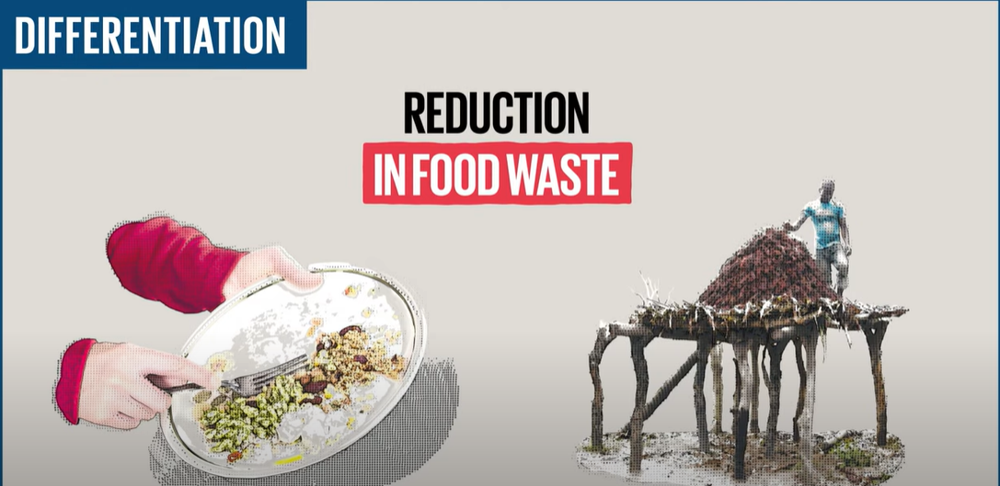 DIFFERENTIATION
REDUCTION
IN FOOD WASTE